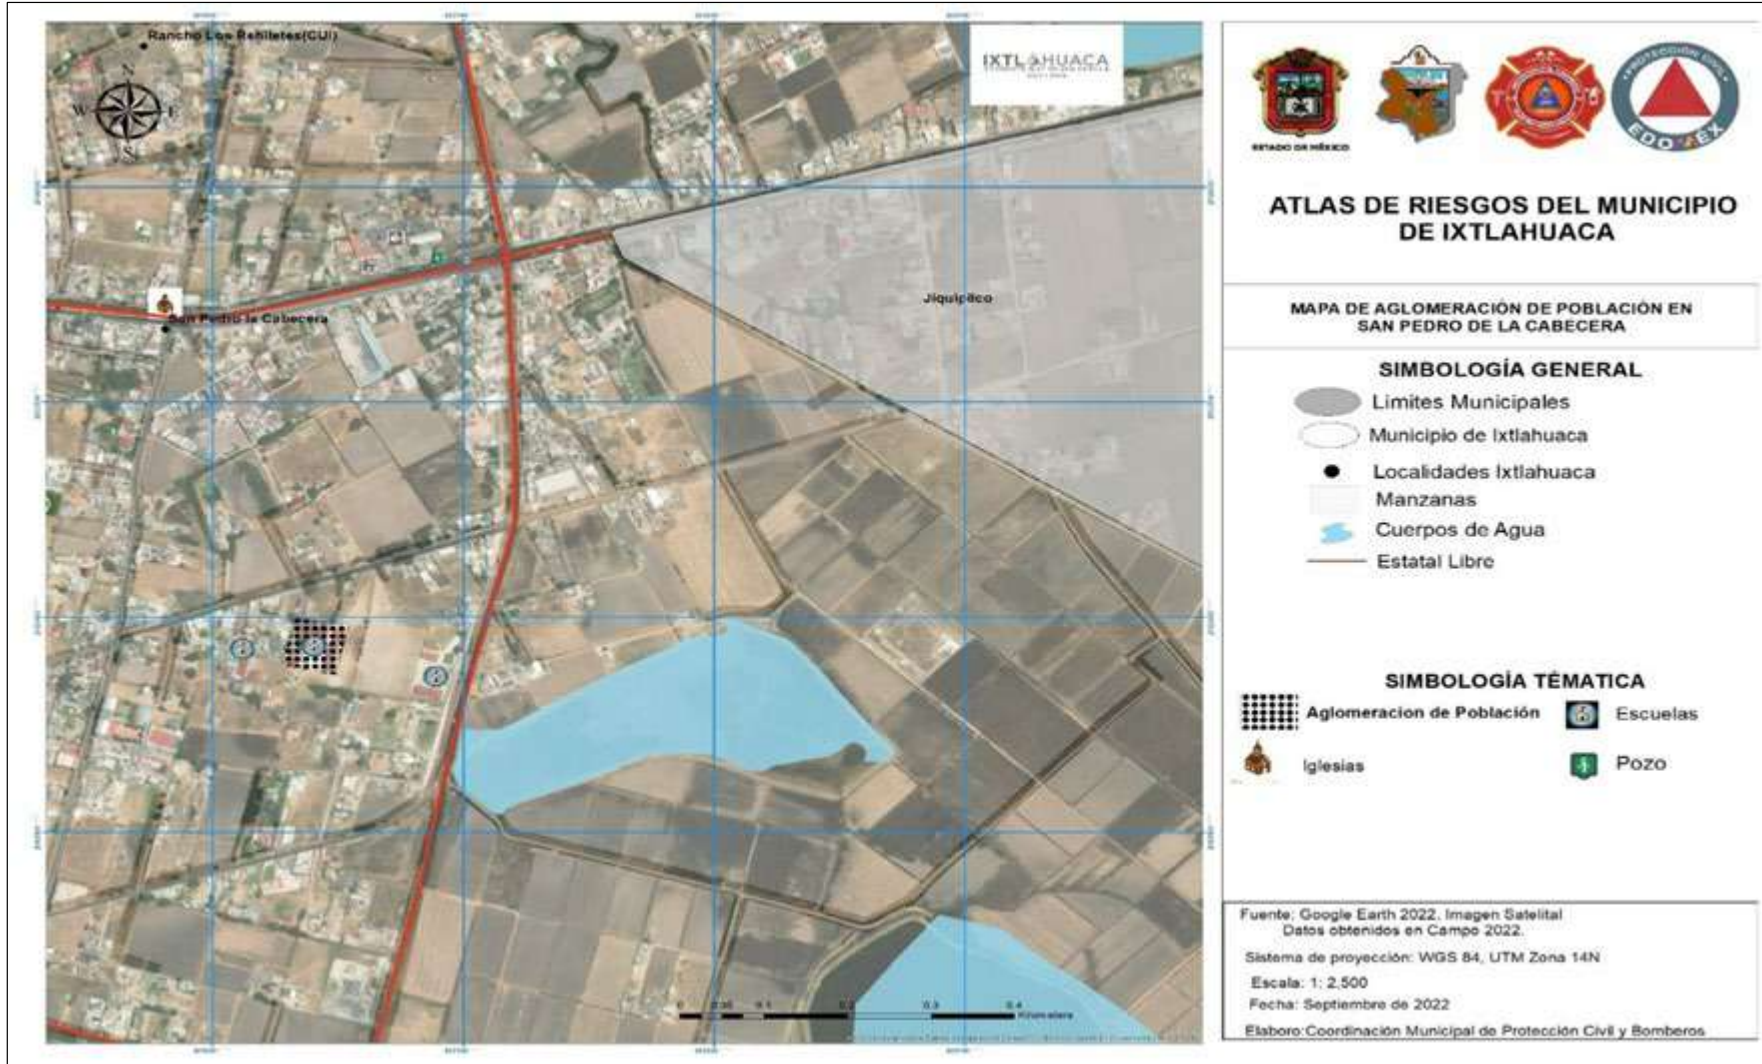 Rancho Los Rehiletes(CUI)
N
W
E
S
IXTLAHUACA
San Pedro la Cabecera
Jiquipilco
0
0.05
0.1
0.2
0.3
0.4
Kilometers
ESTADO DE MÉXICO
PROTECCIÓN CIVIL
EDOMÉX
ATLAS DE RIESGOS DEL MUNICIPIO
DE IXTLAHUACA
MAPA DE AGLOMERACIÓN DE POBLACIÓN EN
SAN PEDRO DE LA CABECERA
SIMBOLOGÍA GENERAL
Limites Municipales
Municipio de Ixtlahuaca
Localidades Ixtlahuaca
Manzanas
Cuerpos de Agua
Estatal Libre
SIMBOLOGÍA TÉMATICA
Aglomeracion de Población
Escuelas
Iglesias
Pozo
Fuente: Google Earth 2022. Imagen Satelital
Datos obtenidos en Campo 2022.
Sistema de proyección: WGS 84, UTM Zona 14N
Escala: 1: 2,500
Fecha: Septiembre de 2022
Elaboro:Coordinación Municipal de Protección Civil y Bomberos